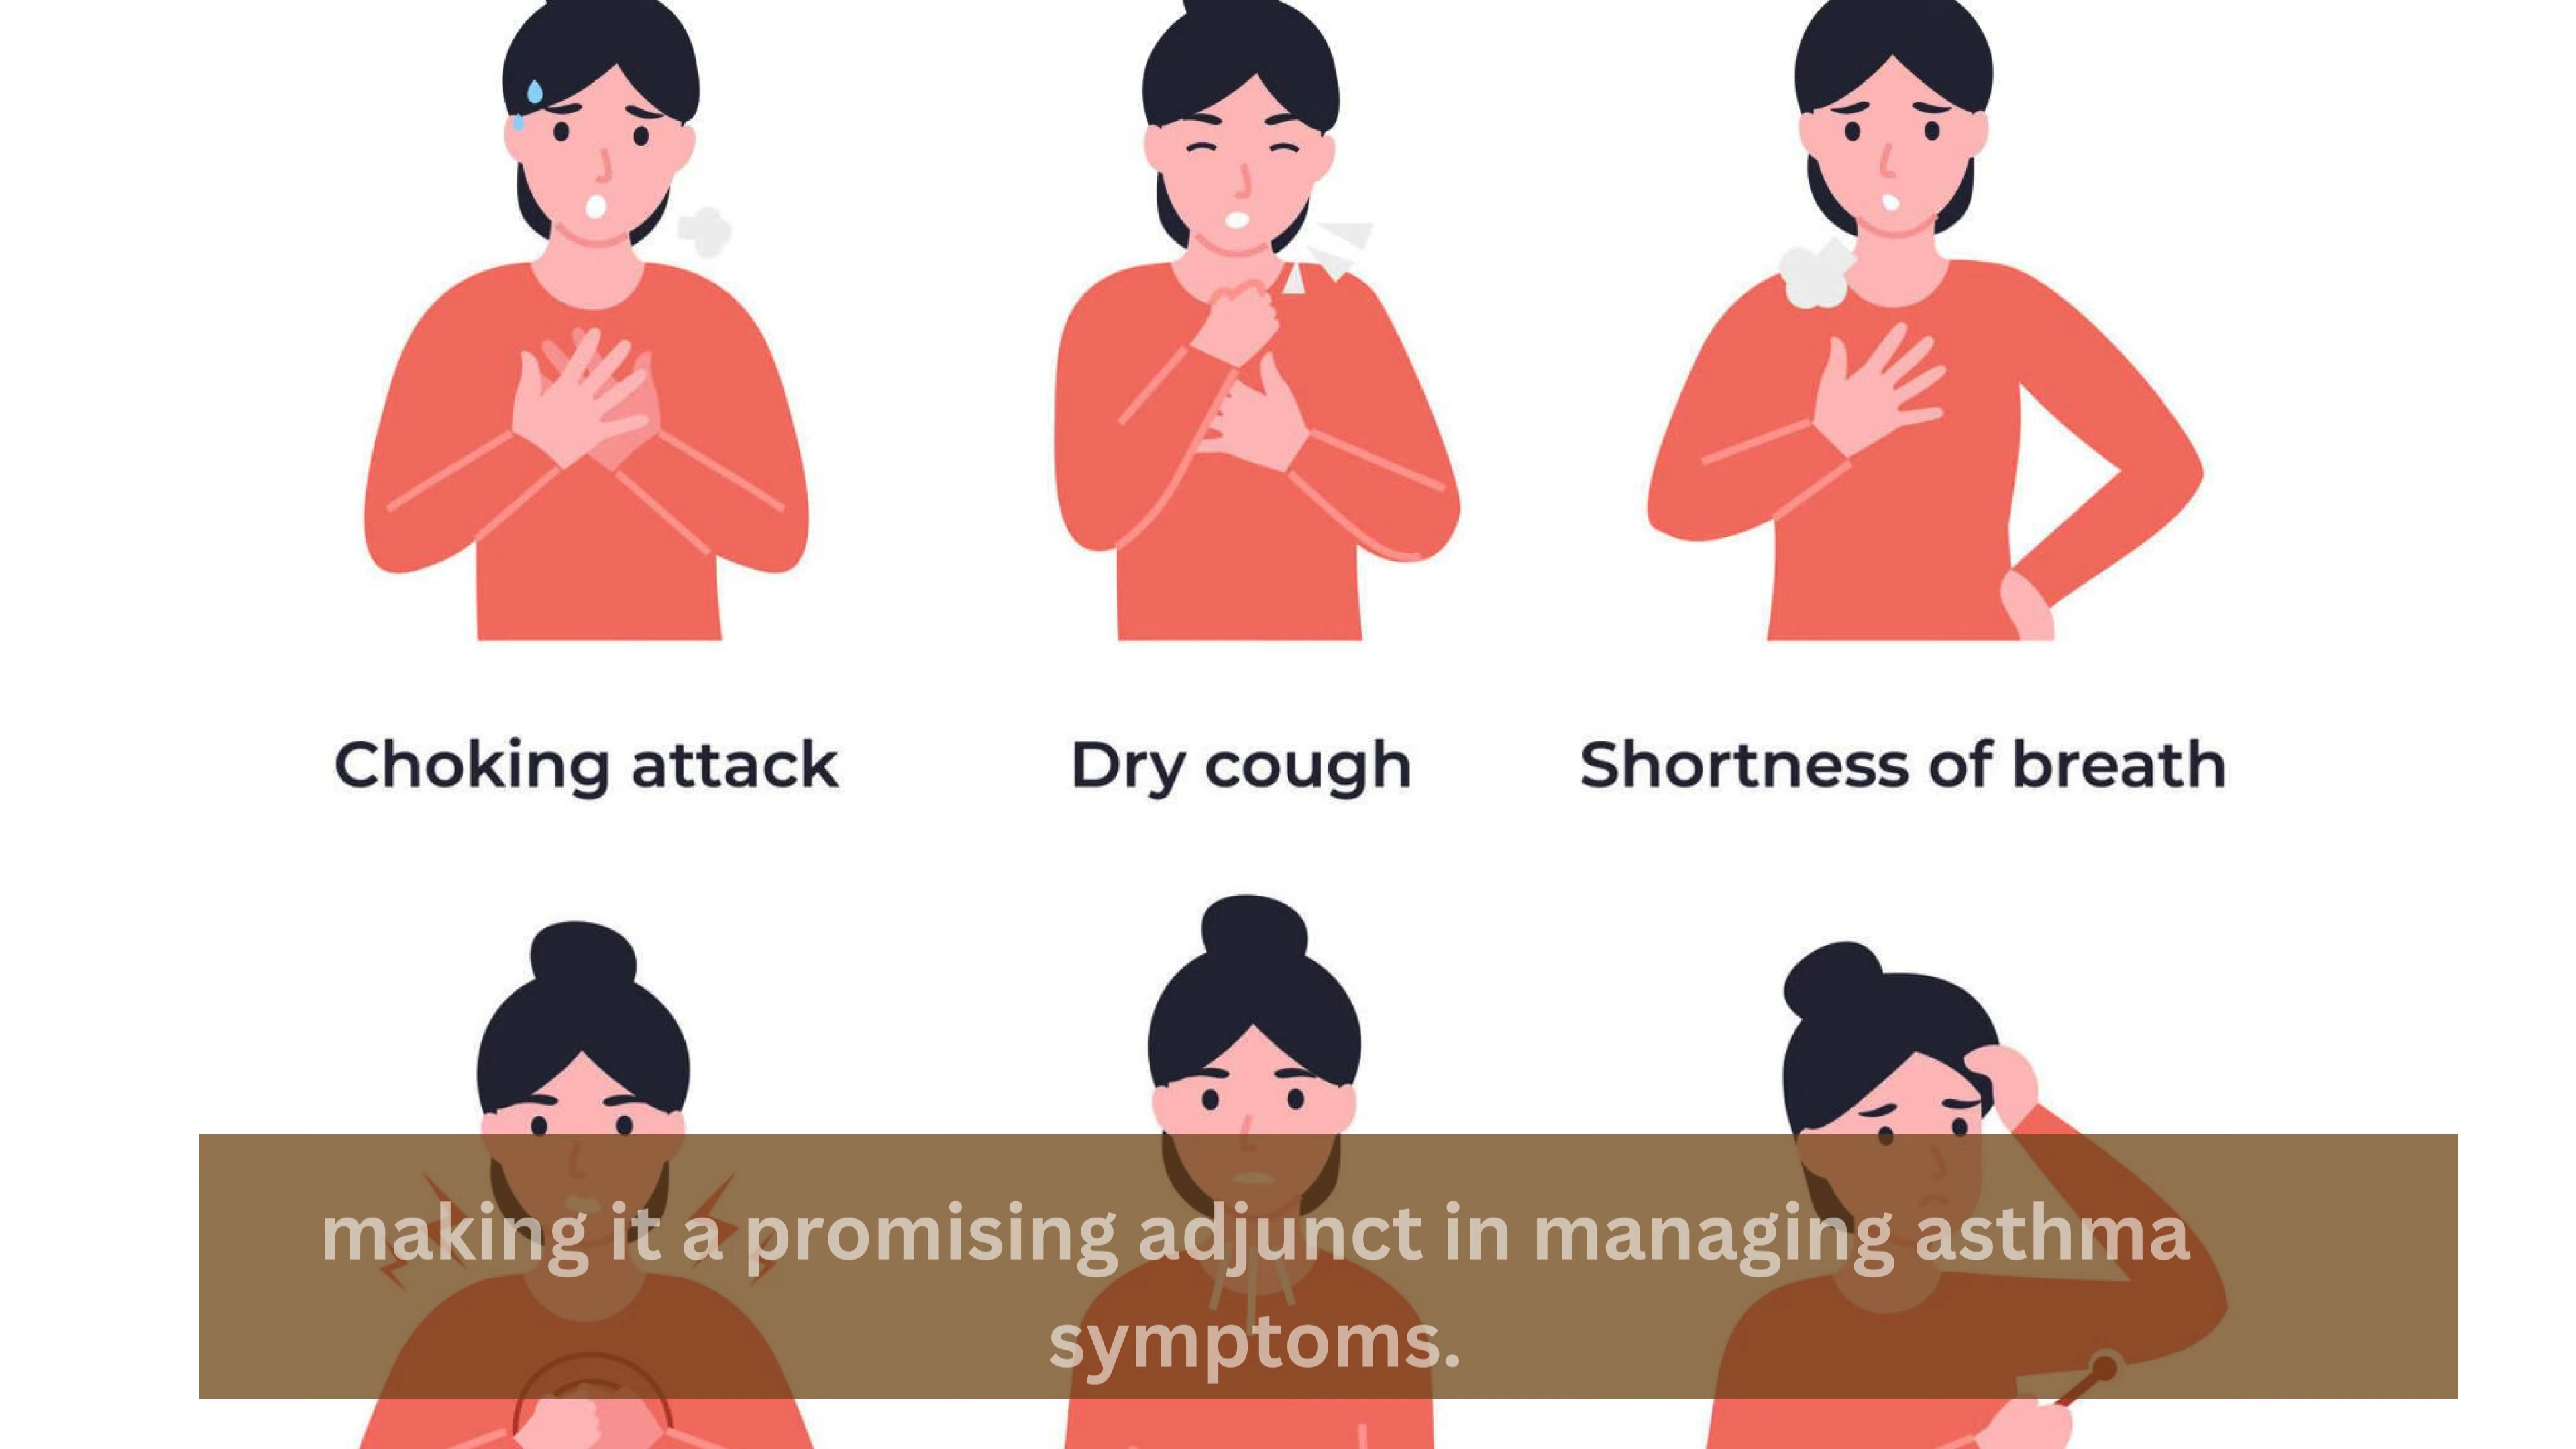 Choking attack
Dry cough
Shortness of breath
making it a promising adjunct in managing asthma
symptoms.